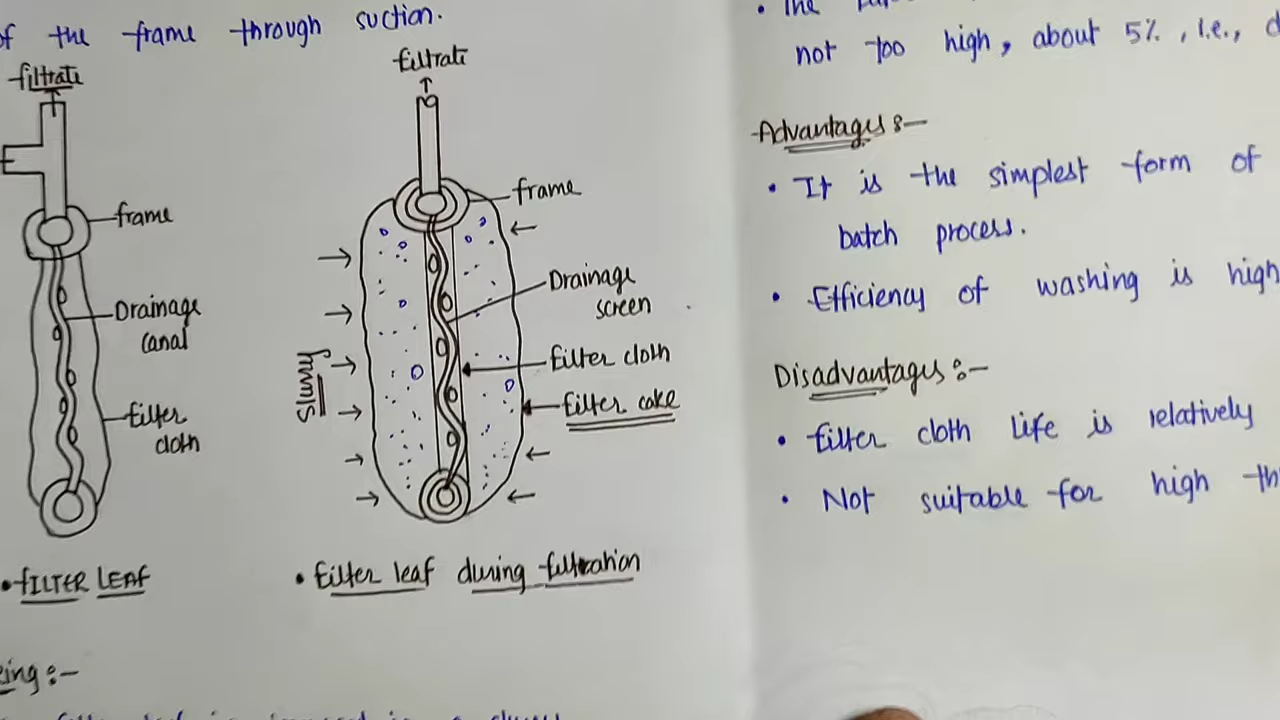 of the frame through suction.
filtrate
frame
Drainage
canal
filter
cloth
• FILTER LEAF
filtrate
frame
Drainage
screen
filter cloth
filter cake
Slurry
• filter leaf during filtration
not too high, about 5%, i.e.,
Advantages :-
• It is the simplest form of
batch process.
• Efficiency of washing is high
Disadvantages :-
• filter cloth life is relatively
• Not suitable for high